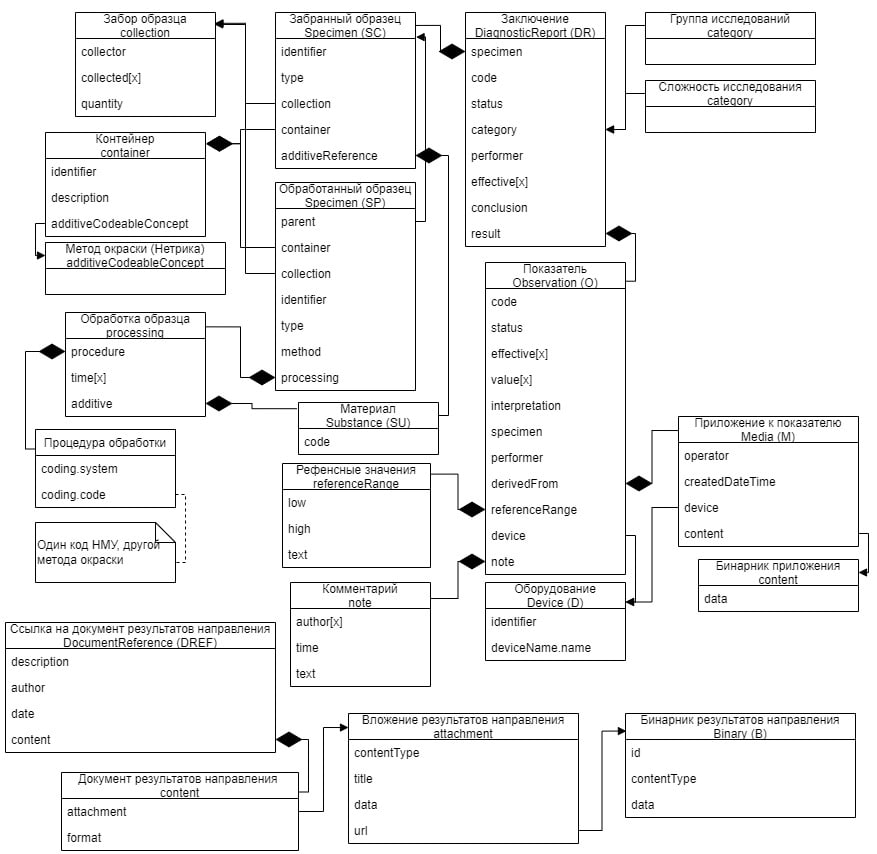 Забор образца
collection
collector
collected[x]
quantity
Забранный образец
Specimen (SC)
identifier
type
collection
container
additiveReference
Заключение
DiagnosticReport (DR)
specimen
code
status
category
performer
effective[x]
conclusion
result
Группа исследований
category
Сложность исследования
category
Контейнер
container
identifier
description
additiveCodeableConcept
Метод окраски (Нетрика)
additiveCodeableConcept
Обработанный образец
Specimen (SP)
parent
container
collection
identifier
type
method
processing
Показатель
Observation (O)
code
status
effective[x]
value[x]
interpretation
specimen
performer
derivedFrom
referenceRange
device
note
Обработка образца
processing
procedure
time[x]
additive
Материал
Substance (SU)
code
Процедура обработки
coding.system
coding.code
Один код НМУ, другой
метода окраски
Рефенсные значения
referenceRange
low
high
text
Приложение к показателю
Media (M)
operator
createdDateTime
device
content
Бинарник приложения
content
data
Комментарий
note
author[x]
time
text
Оборудование
Device (D)
identifier
deviceName.name
Ссылка на документ результатов направления
DocumentReference (DREF)
description
author
date
content
Документ результатов направления
content
attachment
format
Вложение результатов направления
attachment
contentType
title
data
url
Бинарник результатов направления
Binary (B)
id
contentType
data